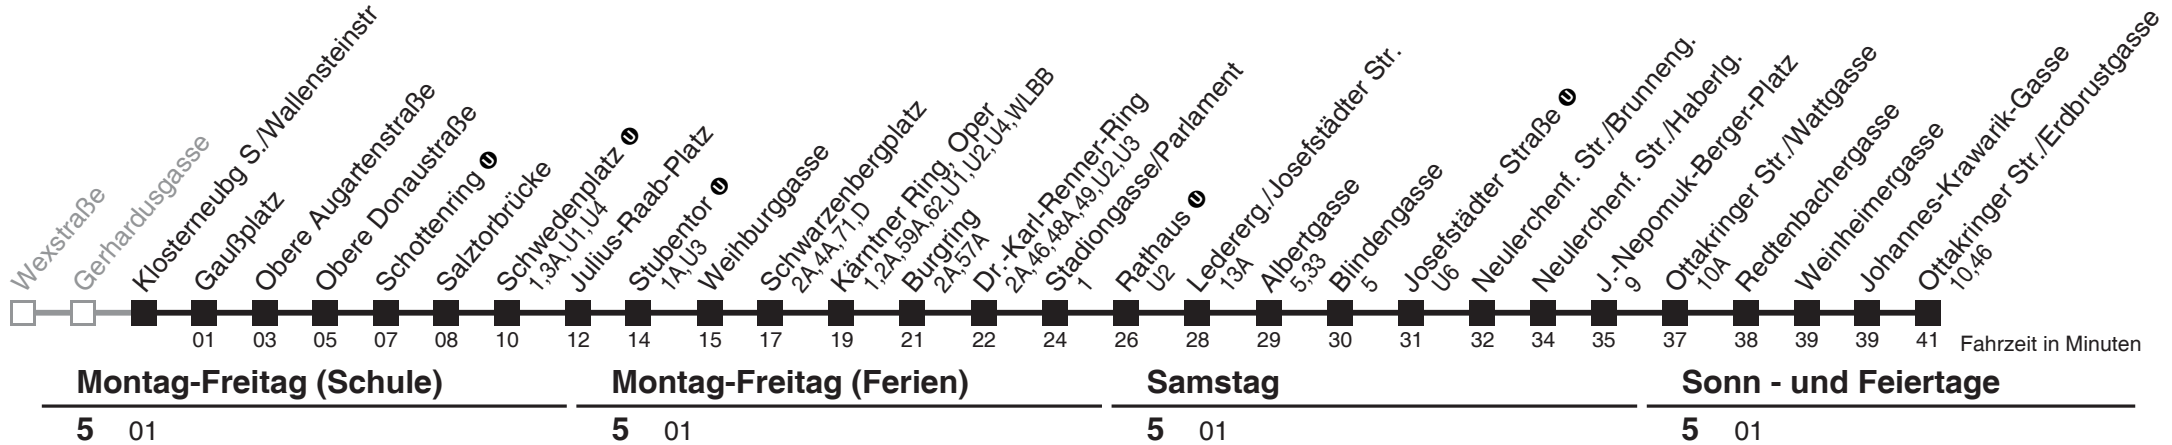 Wexstraße
Gerhardusgasse
Klosterneubg S./Wallensteinstr
Gaußplatz
Obere Augartenstraße
Obere Donaustraße
Schottenring U
Salztorbrücke
Schwedenplatz U
1,3A,U1,U4
Julius-Raab-Platz
Stubentor U
1A,U3
Weihburggasse
Schwarzenbergplatz
2A,4A,71,D
Kärntner Ring, Oper
1,2A,59A,62,U1,U2,U4,WLBB
Burgring
2A,57A
Dr.-Karl-Renner-Ring
2A,46,48A,49,U2,U3
Stadiongasse/Parlament
1
Rathaus U
U2
Ledererg./Josefstädter Str.
13A
Albertgasse
5,33
Blindengasse
5
Josefstädter Straße U
U6
Neulerchenf. Str./Brunneng.
Neulerchenf. Str./Haberlg.
J.-Nepomuk-Berger-Platz
9
Ottakringer Str./Wattgasse
10A
Redtenbachergasse
Weinheimergasse
Johannes-Krawarik-Gasse
Ottakringer Str./Erdbrustgasse
10,46
01 03 05 07 08 10 12 14 15 17 19 21 22 24 26 28 29 30 31 32 34 35 37 38 39 39 41 Fahrzeit in Minuten
Montag-Freitag (Schule) Montag-Freitag (Ferien) Samstag Sonn - und Feiertage
5 01 5 01 5 01 5 01